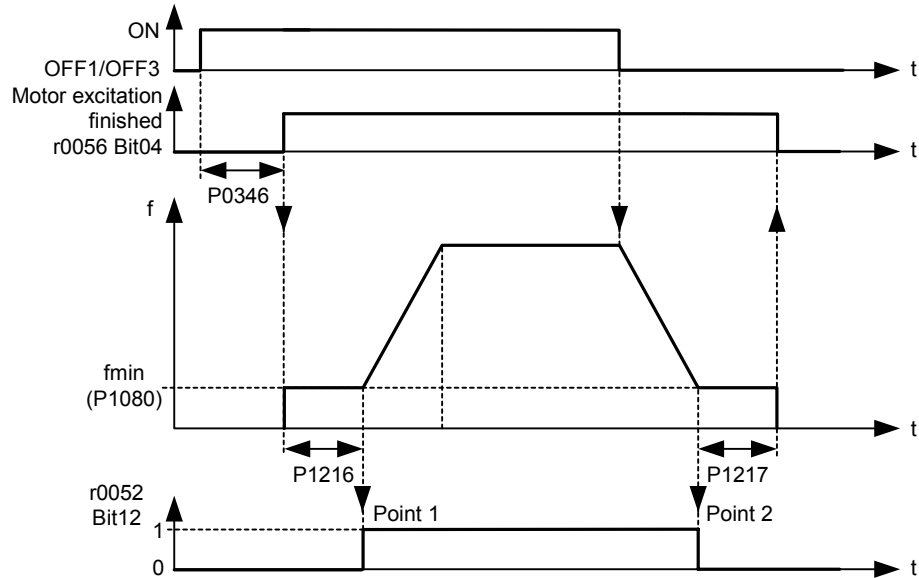 ON
OFF1/OFF3
t
Motor excitation
finished
r0056 Bit04
t
P0346
f
fmin
(P1080)
t
P1216
P1217
r0052
Bit12
1
Point 1
Point 2
0
t